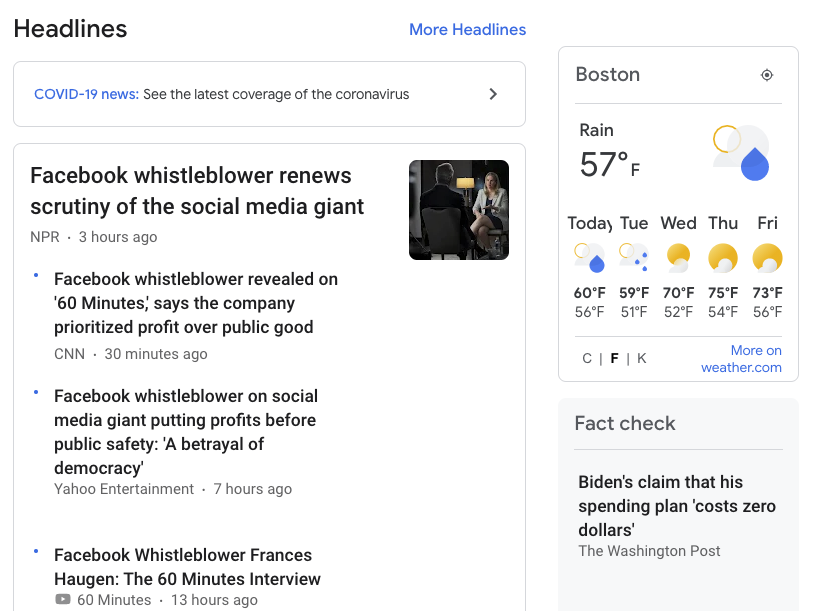 Headlines
More Headlines
COVID-19 news: See the latest coverage of the coronavirus
Facebook whistleblower renews
scrutiny of the social media giant
NPR · 3 hours ago
Facebook whistleblower revealed on
'60 Minutes,' says the company
prioritized profit over public good
CNN · 30 minutes ago
Facebook whistleblower on social
media giant putting profits before
public safety: 'A betrayal of
democracy'
Yahoo Entertainment · 7 hours ago
Facebook Whistleblower Frances
Haugen: The 60 Minutes Interview
60 Minutes · 13 hours ago
Boston
Rain
57°F
Today Tue Wed Thu Fri
60°F 59°F 70°F 75°F 73°F
56°F 51°F 52°F 54°F 56°F
C | F | K
More on
weather.com
Fact check
Biden's claim that his
spending plan 'costs zero
dollars'
The Washington Post